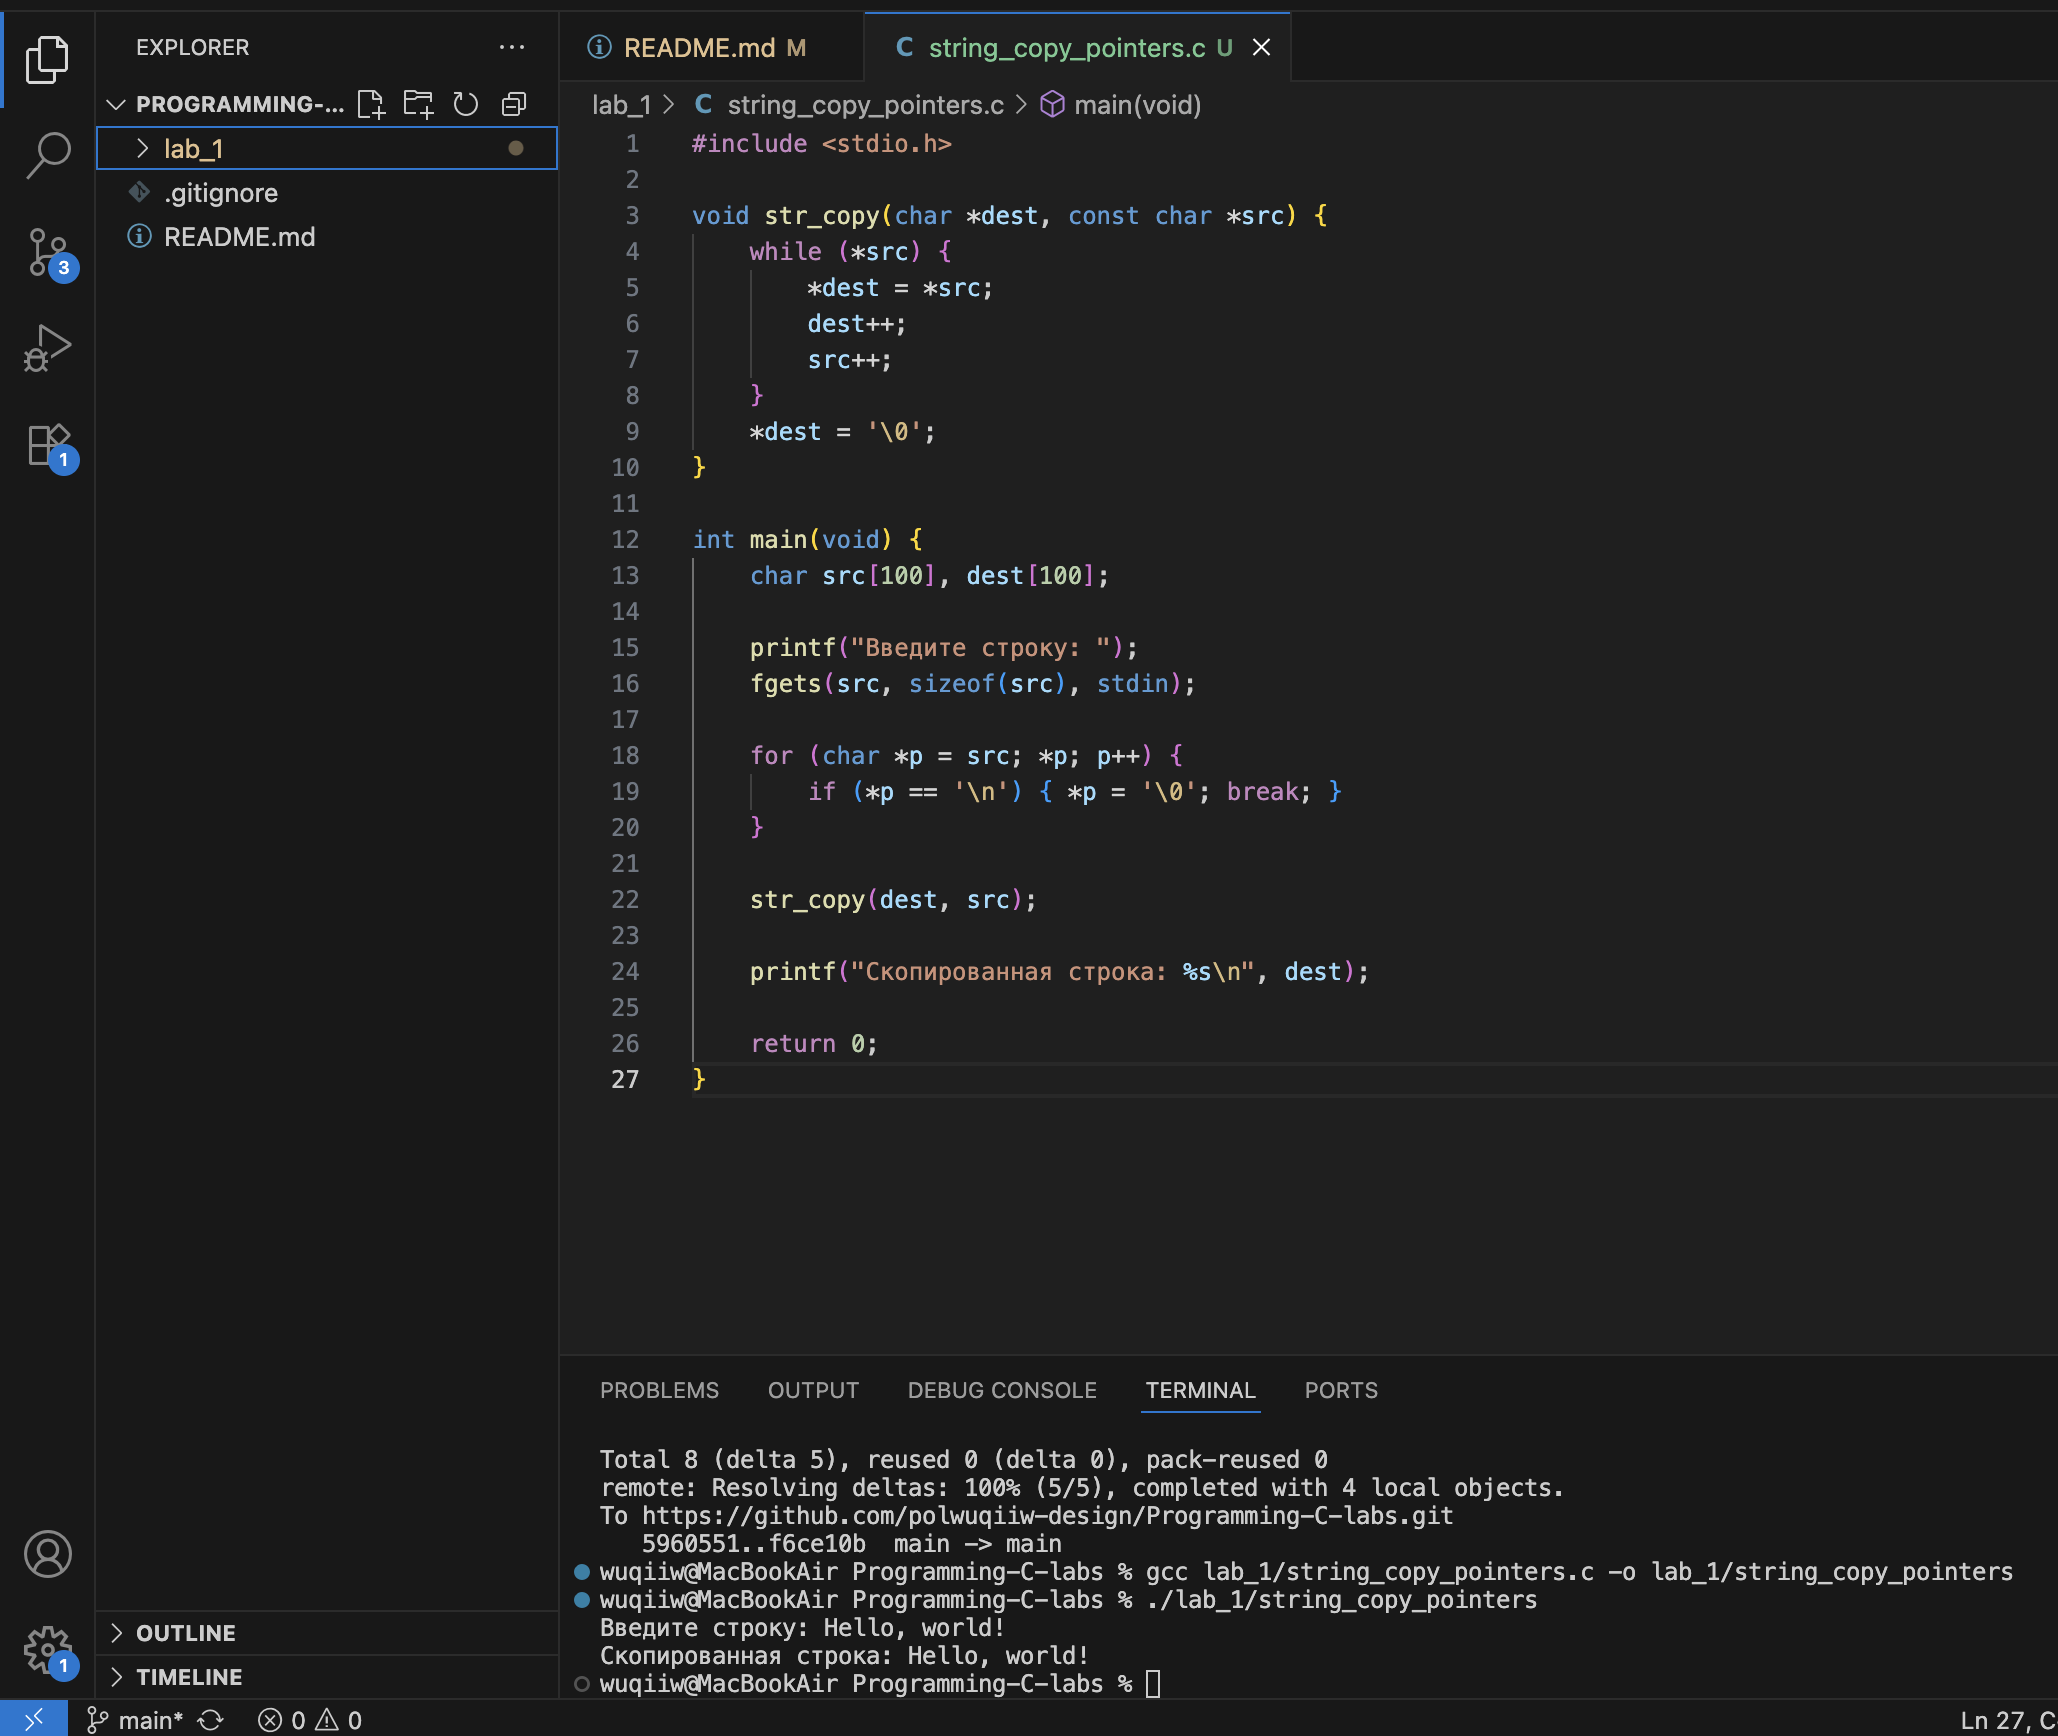 EXPLORER
PROGRAMMING-...
lab_1
.gitignore
README.md
3
1
README.md M
string_copy_pointers.c U
lab_1 > C string_copy_pointers.c > main(void)
1 #include <stdio.h>
2
3 void str_copy(char *dest, const char *src) {
4 while (*src) {
5 *dest = *src;
6 dest++;
7 src++;
8 }
9 *dest = '\0';
10 }
11
12 int main(void) {
13 char src[100], dest[100];
14
15 printf("Введите строку: ");
16 fgets(src, sizeof(src), stdin);
17
18 for (char *p = src; *p; p++) {
19 if (*p == '\n') { *p = '\0'; break; }
20 }
21
22 str_copy(dest, src);
23
24 printf("Скопированная строка: %s\n", dest);
25
26 return 0;
27 }
PROBLEMS OUTPUT DEBUG CONSOLE TERMINAL PORTS
Total 8 (delta 5), reused 0 (delta 0), pack-reused 0
remote: Resolving deltas: 100% (5/5), completed with 4 local objects.
To https://github.com/polwuqiiw-design/Programming-C-labs.git
5960551..f6ce10b main -> main
wuqiiw@MacBookAir Programming-C-labs % gcc lab_1/string_copy_pointers.c -o lab_1/string_copy_pointers
wuqiiw@MacBookAir Programming-C-labs % ./lab_1/string_copy_pointers
Введите строку: Hello, world!
Скопированная строка: Hello, world!
wuqiiw@MacBookAir Programming-C-labs %
OUTLINE
TIMELINE
1
main* 0 0
Ln 27, C